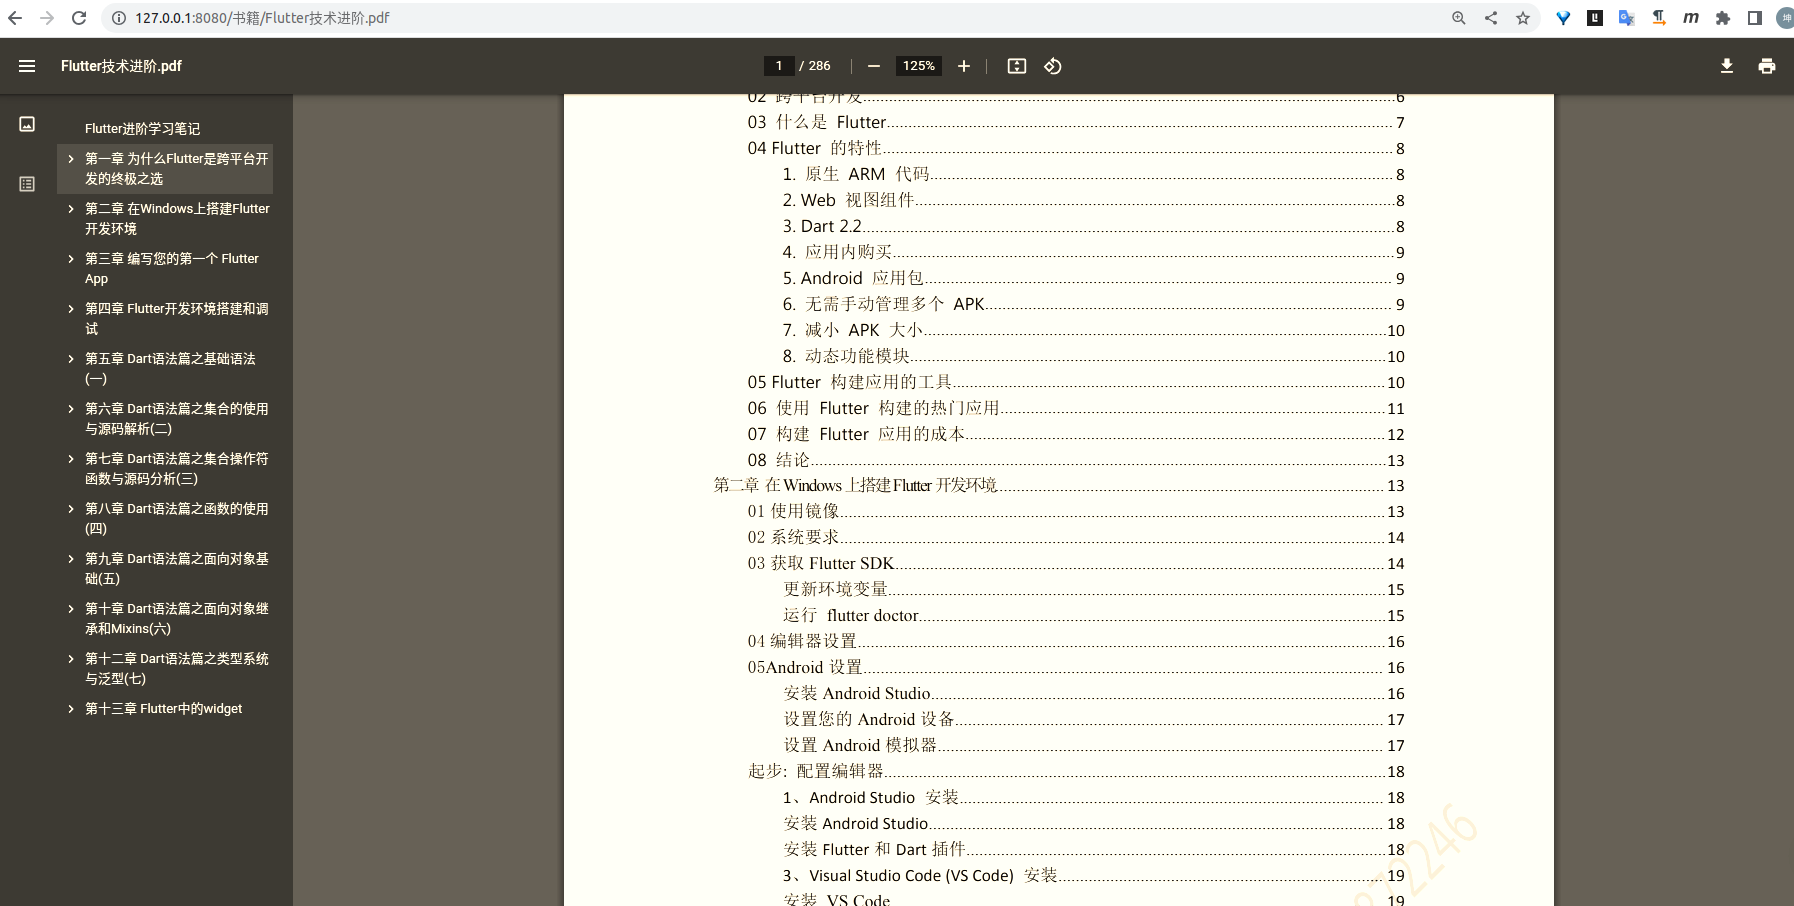 127.0.0.1:8080/书籍/Flutter技术进阶.pdf
坤
Flutter技术进阶.pdf
1 / 286
125%
Flutter进阶学习笔记
第一章 为什么Flutter是跨平台开
发的终极之选
第二章 在Windows上搭建Flutter
开发环境
第三章 编写您的第一个 Flutter
App
第四章 Flutter开发环境搭建和调
试
第五章 Dart语法篇之基础语法
(一)
第六章 Dart语法篇之集合的使用
与源码解析(二)
第七章 Dart语法篇之集合操作符
函数与源码分析(三)
第八章 Dart语法篇之函数的使用
(四)
第九章 Dart语法篇之面向对象基
础(五)
第十章 Dart语法篇之面向对象继
承和Mixins(六)
第十二章 Dart语法篇之类型系统
与泛型(七)
第十三章 Flutter中的widget
02 跨平台开发 6
03 什么是 Flutter 7
04 Flutter 的特性 8
1. 原生 ARM 代码 8
2. Web 视图组件 8
3. Dart 2.2 8
4. 应用内购买 9
5. Android 应用包 9
6. 无需手动管理多个 APK 9
7. 减小 APK 大小 10
8. 动态功能模块 10
05 Flutter 构建应用的工具 10
06 使用 Flutter 构建的热门应用 11
07 构建 Flutter 应用的成本 12
08 结论 13
第二章 在 Windows 上搭建 Flutter 开发环境 13
01 使用镜像 13
02 系统要求 14
03 获取 Flutter SDK 14
更新环境变量 15
运行 flutter doctor 15
04 编辑器设置 16
05Android 设置 16
安装 Android Studio 16
设置您的 Android 设备 17
设置 Android 模拟器 17
起步: 配置编辑器 18
1、Android Studio 安装 18
安装 Android Studio 18
安装 Flutter 和 Dart 插件 18
3、Visual Studio Code (VS Code) 安装 19
安装 VS Code 19